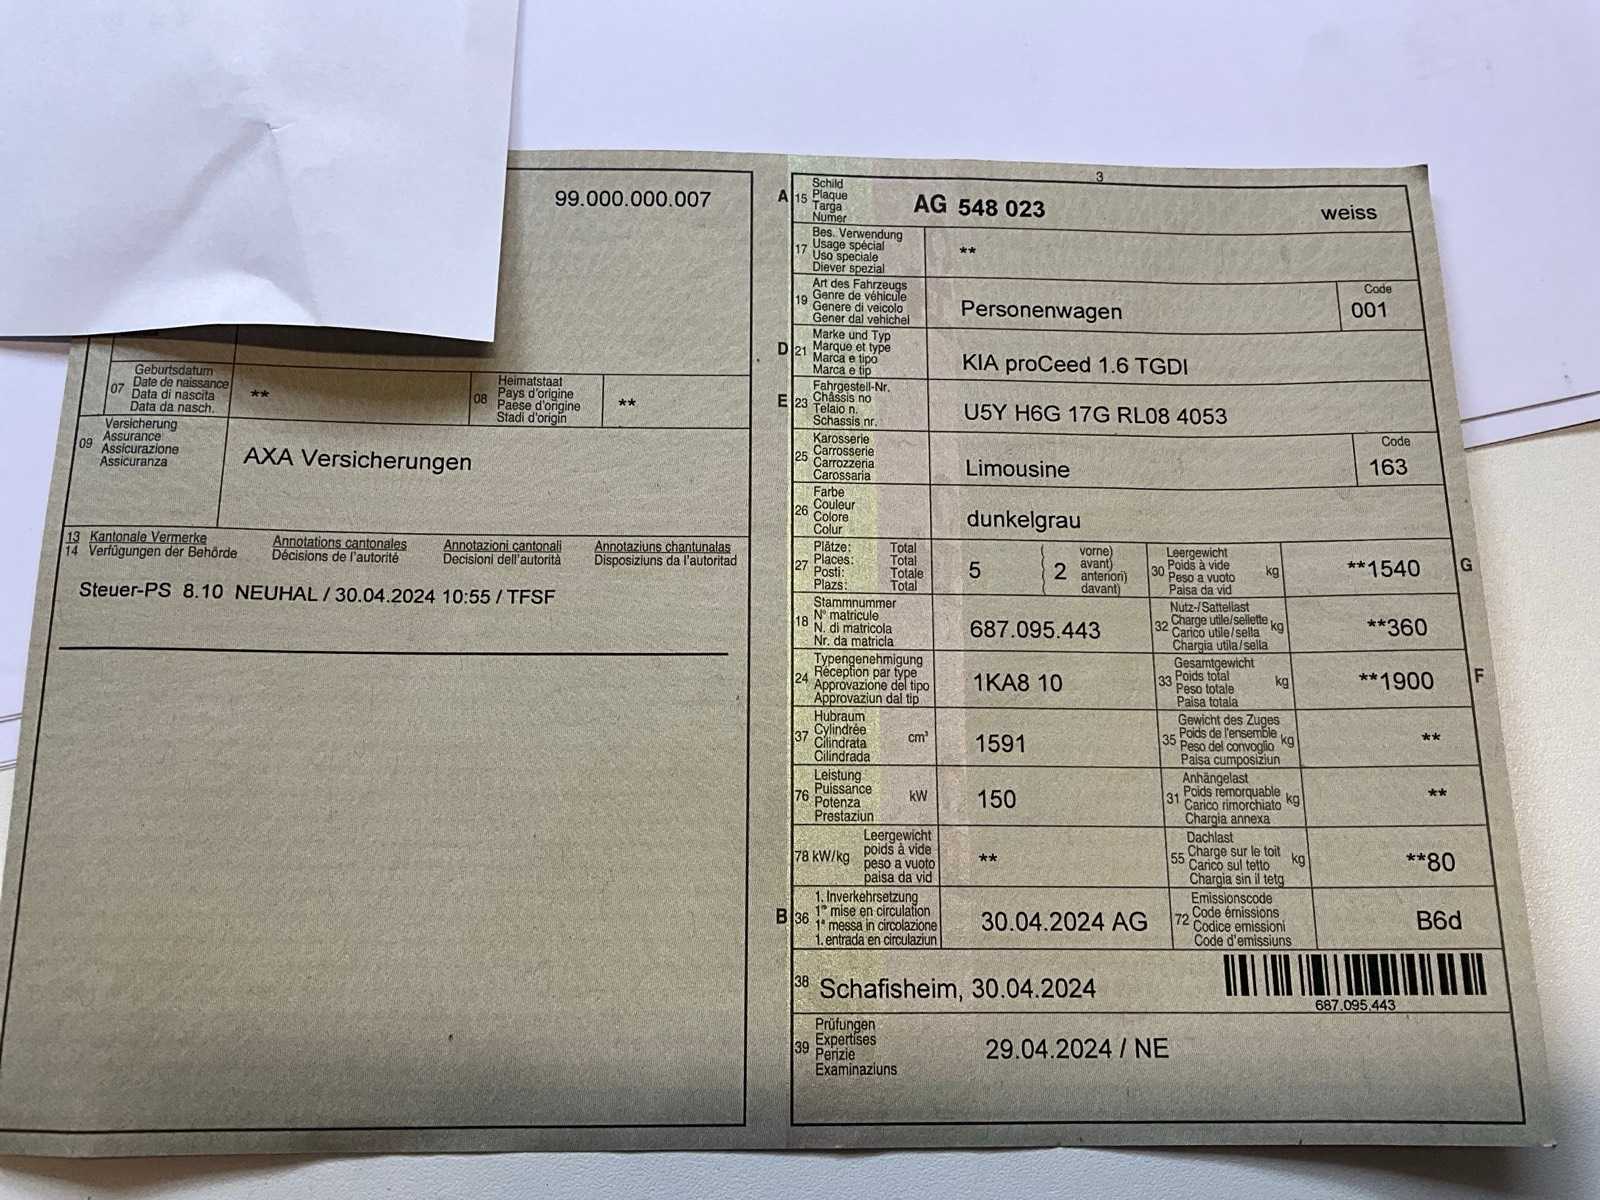 99.000.000.007
07 Geburtsdatum
Date de naissance
Data di nascita
Data da nasch.
**
08 Heimatstaat
Pays d'origine
Paese d'origine
Stadi d'origin
**
09 Versicherung
Assurance
Assicurazione
Assicuranza
AXA Versicherungen
13 Kantonale Vermerke Annotations cantonales Annotazioni cantonali Annotaziuns chantunalas
14 Verfügungen der Behörde Décisions de l'autorité Decisioni dell'autorità Disposiziuns da l'autoritad
Steuer-PS 8.10 NEUHAL / 30.04.2024 10:55 / TFSF
3
A 15 Schild
Plaque
Targa
Numer
AG 548 023 weiss
17 Bes. Verwendung
Usage spécial
Uso speciale
Diever spezial
**
19 Art des Fahrzeugs
Genre de véhicule
Genere di veicolo
Gener dal vehichel
Personenwagen
Code
001
D 21 Marke und Typ
Marque et type
Marca e tipo
Marca e tip
KIA proCeed 1.6 TGDI
E 23 Fahrgestell-Nr.
Châssis no
Telaio n.
Schassis nr.
U5Y H6G 17G RL08 4053
25 Karosserie
Carrosserie
Carrozzeria
Carossaria
Limousine
Code
163
26 Farbe
Couleur
Colore
Colur
dunkelgrau
27 Plätze: Total
Places: Total
Posti: Totale
Plazs: Total
5 2
vorne)
avant)
anteriori)
davant)
30 Leergewicht
Poids à vide
Peso a vuoto
Paisa da vid
kg
**1540
G
18 Stammnummer
N° matricule
N. di matricola
Nr. da matricla
687.095.443
32 Nutz-/Sattellast
Charge utile/sellette
Carico utile/sella
Chargia utila/sella
kg
**360
24 Typengenehmigung
Réception par type
Approvazione del tipo
Approvaziun dal tip
1KA8 10
33 Gesamtgewicht
Poids total
Peso totale
Paisa totala
kg
**1900
F
37 Hubraum
Cylindrée
Cilindrata
Cilindrada
cm³
1591
35 Gewicht des Zuges
Poids de l'ensemble
Peso del convoglio
Paisa cumposiziun
kg
**
76 Leistung
Puissance
Potenza
Prestaziun
kW
150
31 Anhängelast
Poids remorquable
Carico rimorchiato
Chargia annexa
kg
**
78 kW/kg Leergewicht
poids à vide
peso a vuoto
paisa da vid
**
55 Dachlast
Charge sur le toit
Carico sul tetto
Chargia sin il tetg
kg
**80
B 36 1. Inverkehrsetzung
1re mise en circulation
1a messa in circolazione
1. entrada en circulaziun
30.04.2024 AG
72 Emissionscode
Code émissions
Codice emissioni
Code d'emissiuns
B6d
38 Schafisheim, 30.04.2024
687.095.443
39 Prüfungen
Expertises
Perizie
Examinaziuns
29.04.2024 / NE